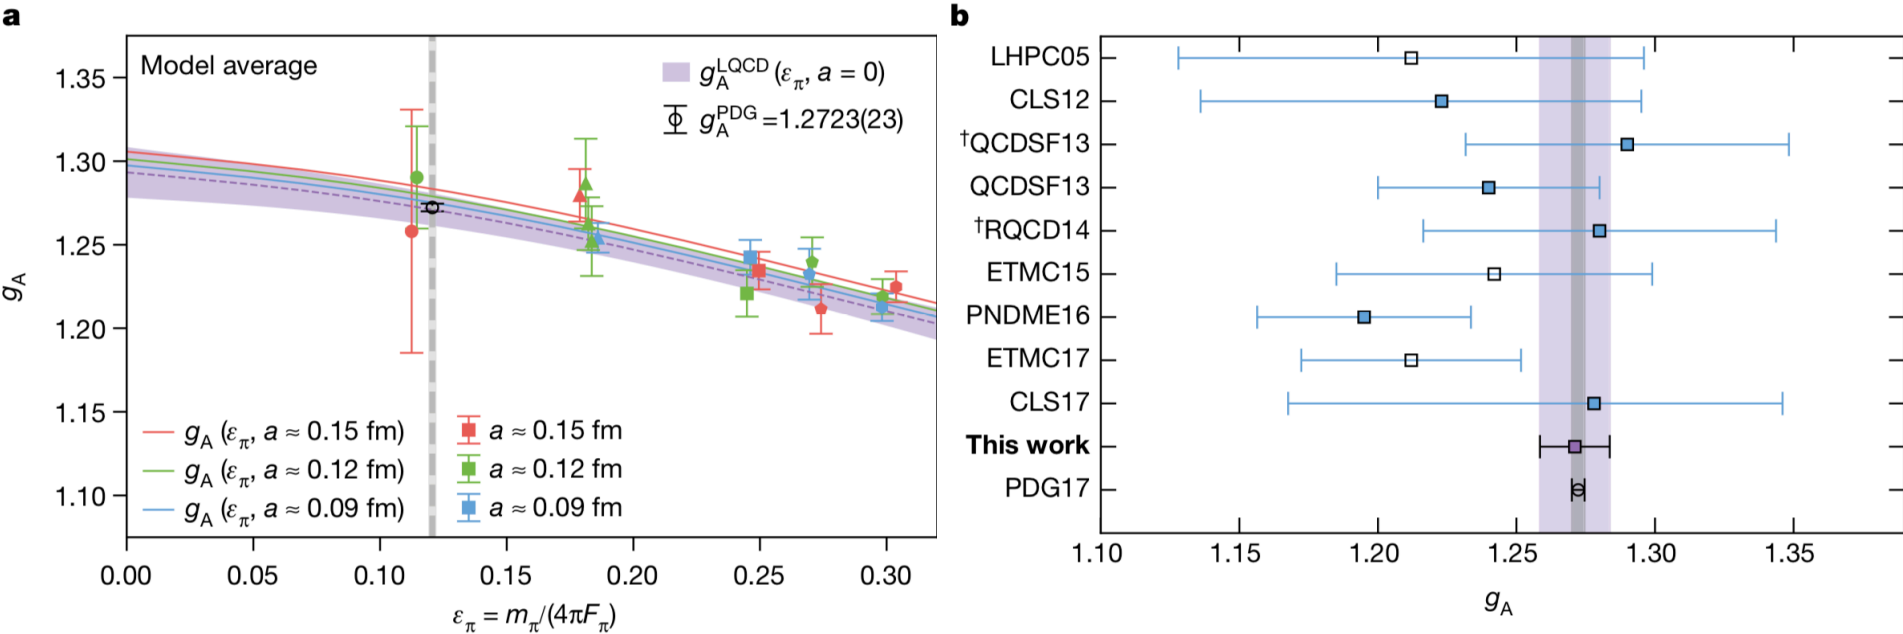 a
Model average
g_A^LQCD (ε_π, a = 0)
g_A^PDG =1.2723(23)
1.35
1.30
1.25
1.20
1.15
1.10
g_A
g_A (ε_π, a ≈ 0.15 fm)
g_A (ε_π, a ≈ 0.12 fm)
g_A (ε_π, a ≈ 0.09 fm)
a ≈ 0.15 fm
a ≈ 0.12 fm
a ≈ 0.09 fm
0.00 0.05 0.10 0.15 0.20 0.25 0.30
ε_π = m_π/(4πF_π)
b
LHPC05
CLS12
†QCDSF13
QCDSF13
†RQCD14
ETMC15
PNDME16
ETMC17
CLS17
This work
PDG17
1.10 1.15 1.20 1.25 1.30 1.35
g_A